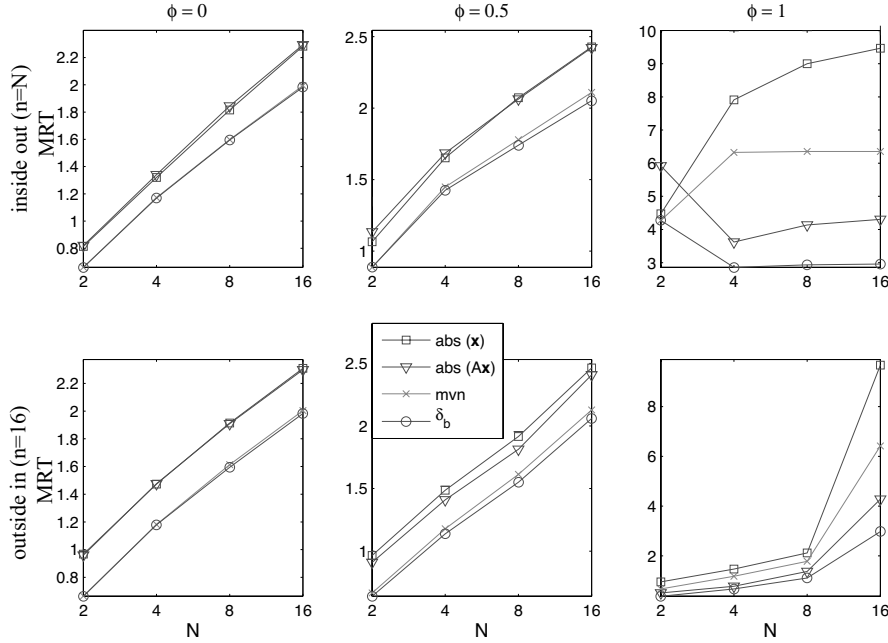 ϕ = 0
ϕ = 0.5
ϕ = 1
inside out (n=N)
MRT
2.2
2
1.8
1.6
1.4
1.2
1
0.8
2 4 8 16
2.5
2
1.5
1
2 4 8 16
10
9
8
7
6
5
4
3
2 4 8 16
outside in (n=16)
MRT
2.2
2
1.8
1.6
1.4
1.2
1
0.8
2 4 8 16
N
2.5
2
1.5
1
2 4 8 16
N
abs (x)
abs (Ax)
mvn
δb
8
6
4
2
2 4 8 16
N